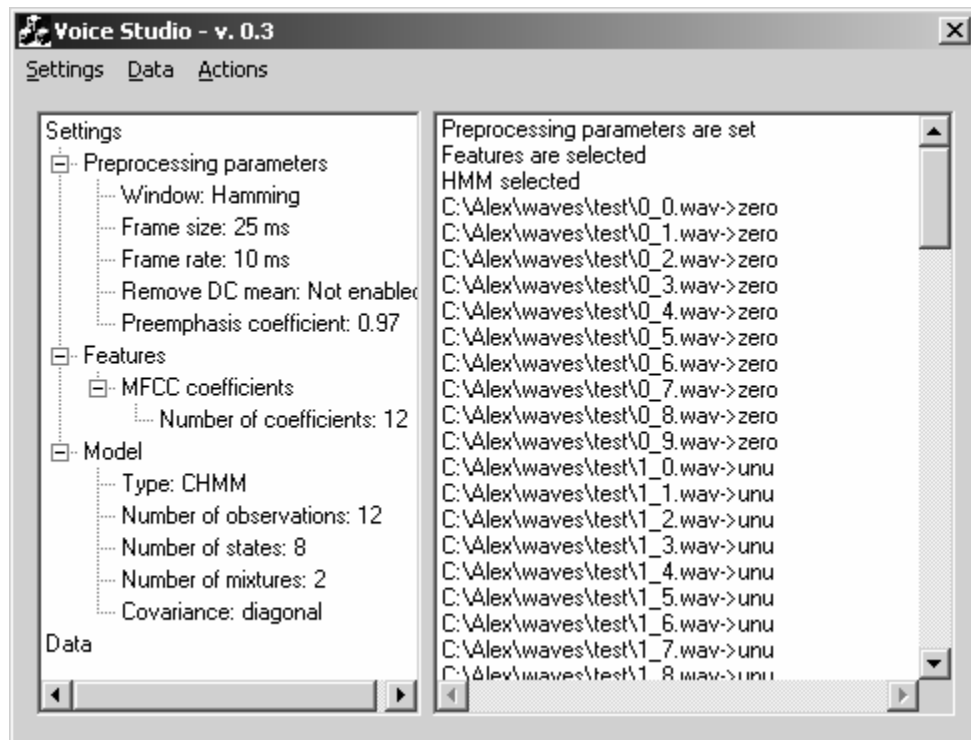 Voice Studio - v. 0.3
Settings Data Actions
Settings
Preprocessing parameters
Window: Hamming
Frame size: 25 ms
Frame rate: 10 ms
Remove DC mean: Not enabled
Preemphasis coefficient: 0.97
Features
MFCC coefficients
Number of coefficients: 12
Model
Type: CHMM
Number of observations: 12
Number of states: 8
Number of mixtures: 2
Covariance: diagonal
Data
Preprocessing parameters are set
Features are selected
HMM selected
C:\Alex\waves\test\0_0.wav->zero
C:\Alex\waves\test\0_1.wav->zero
C:\Alex\waves\test\0_2.wav->zero
C:\Alex\waves\test\0_3.wav->zero
C:\Alex\waves\test\0_4.wav->zero
C:\Alex\waves\test\0_5.wav->zero
C:\Alex\waves\test\0_6.wav->zero
C:\Alex\waves\test\0_7.wav->zero
C:\Alex\waves\test\0_8.wav->zero
C:\Alex\waves\test\0_9.wav->zero
C:\Alex\waves\test\1_0.wav->unu
C:\Alex\waves\test\1_1.wav->unu
C:\Alex\waves\test\1_2.wav->unu
C:\Alex\waves\test\1_3.wav->unu
C:\Alex\waves\test\1_4.wav->unu
C:\Alex\waves\test\1_5.wav->unu
C:\Alex\waves\test\1_6.wav->unu
C:\Alex\waves\test\1_7.wav->unu
C:\Alex\waves\test\1_8.wav->unu